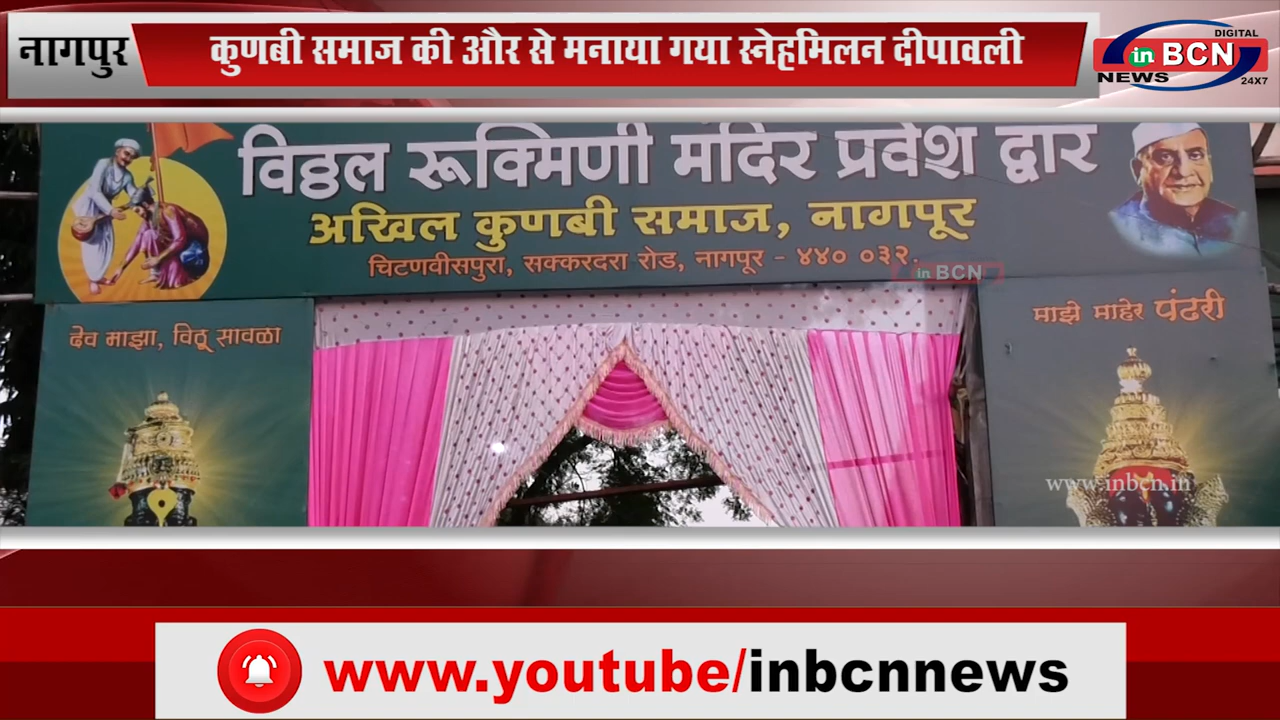 नागपुर
कुणबी समाज की और से मनाया गया स्नेहमिलन दीपावली
DIGITAL
in BCN
NEWS
24X7
विठ्ठल रूक्मिणी मंदिर प्रवेश द्वार
अखिल कुणबी समाज, नागपूर
चिटणवीसपुरा, सक्करदरा रोड, नागपूर - ४४० ०३२.
in BCN
देव माझा, विठू सावळा
माझे माहेर पंढरी
www.inbcn.in
www.youtube/inbcnnews